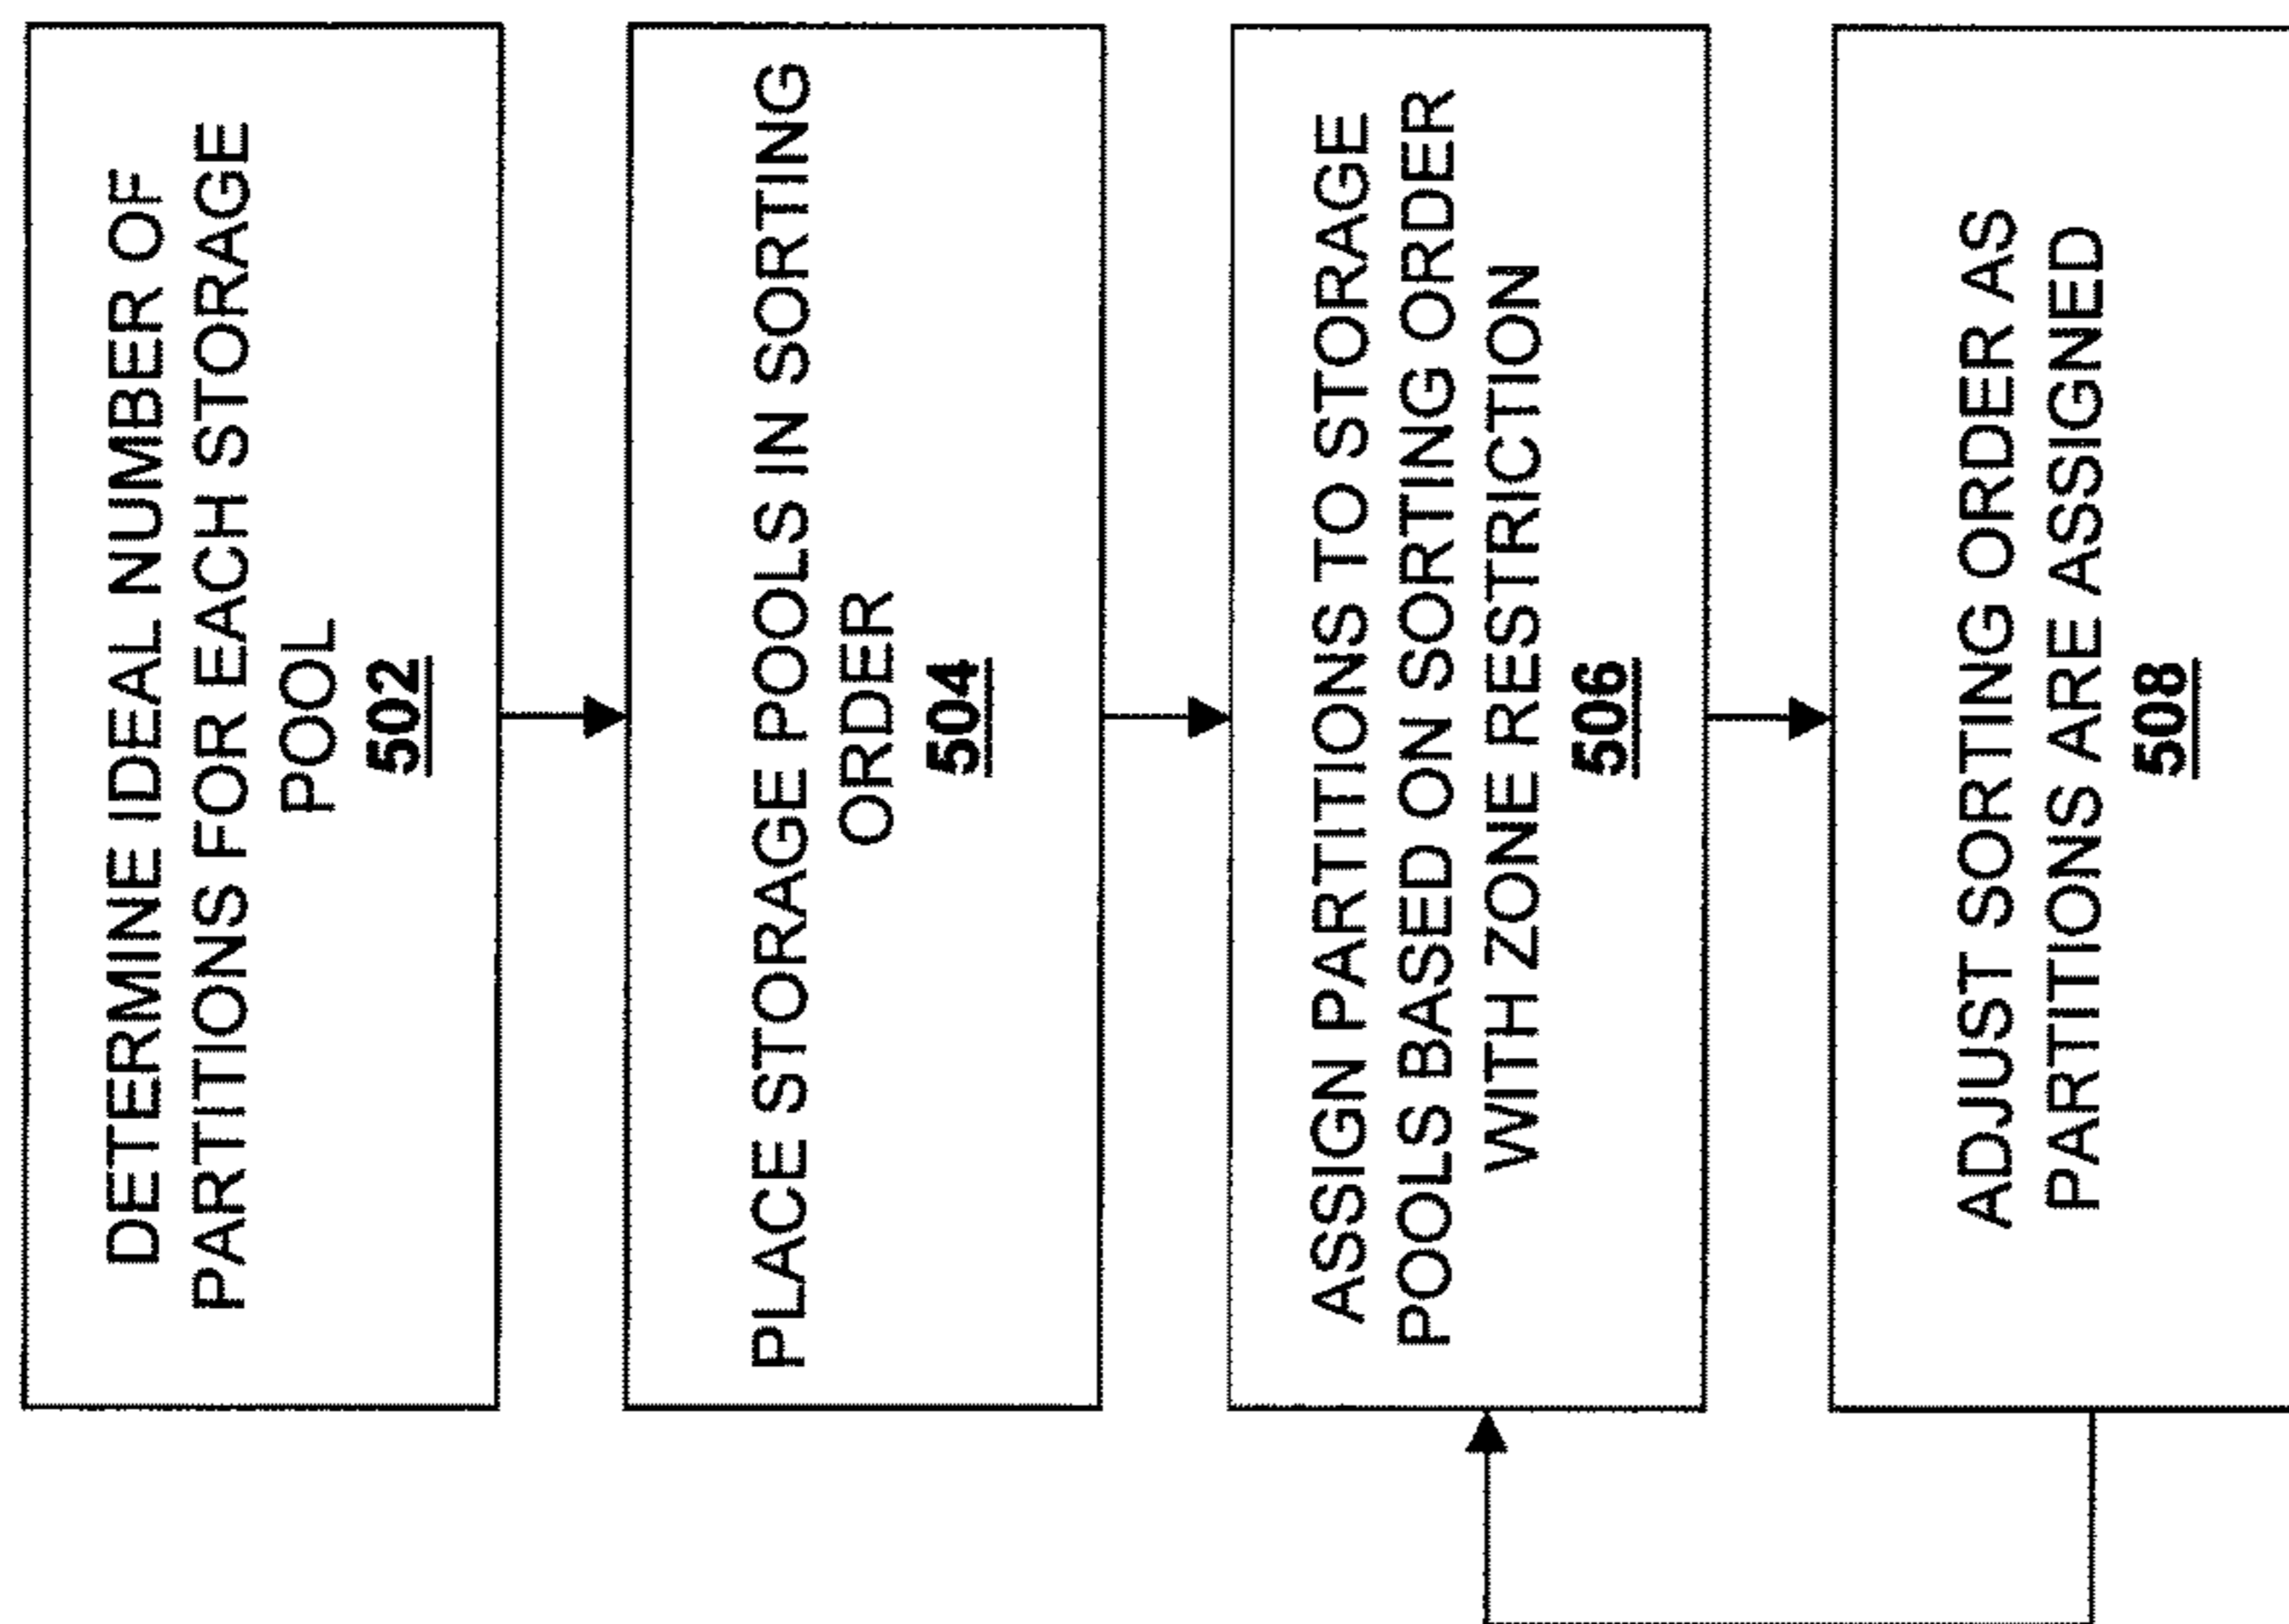 DETERMINE IDEAL NUMBER OF
PARTITIONS FOR EACH STORAGE
POOL
502
PLACE STORAGE POOLS IN SORTING
ORDER
504
ASSIGN PARTITIONS TO STORAGE
POOLS BASED ON SORTING ORDER
WITH ZONE RESTRICTION
506
ADJUST SORTING ORDER AS
PARTITIONS ARE ASSIGNED
508